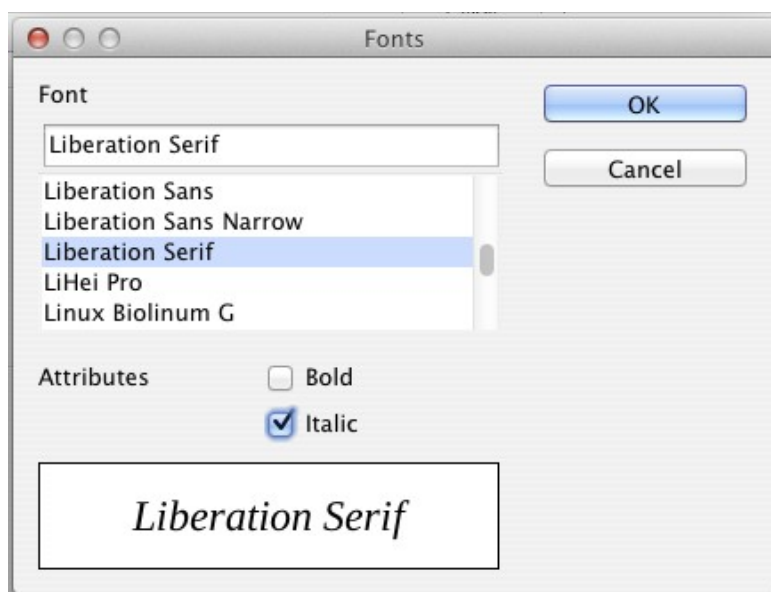 Fonts
Font
OK
Liberation Serif
Cancel
Liberation Sans
Liberation Sans Narrow
Liberation Serif
LiHei Pro
Linux Biolinum G
Attributes
Bold
Italic
Liberation Serif